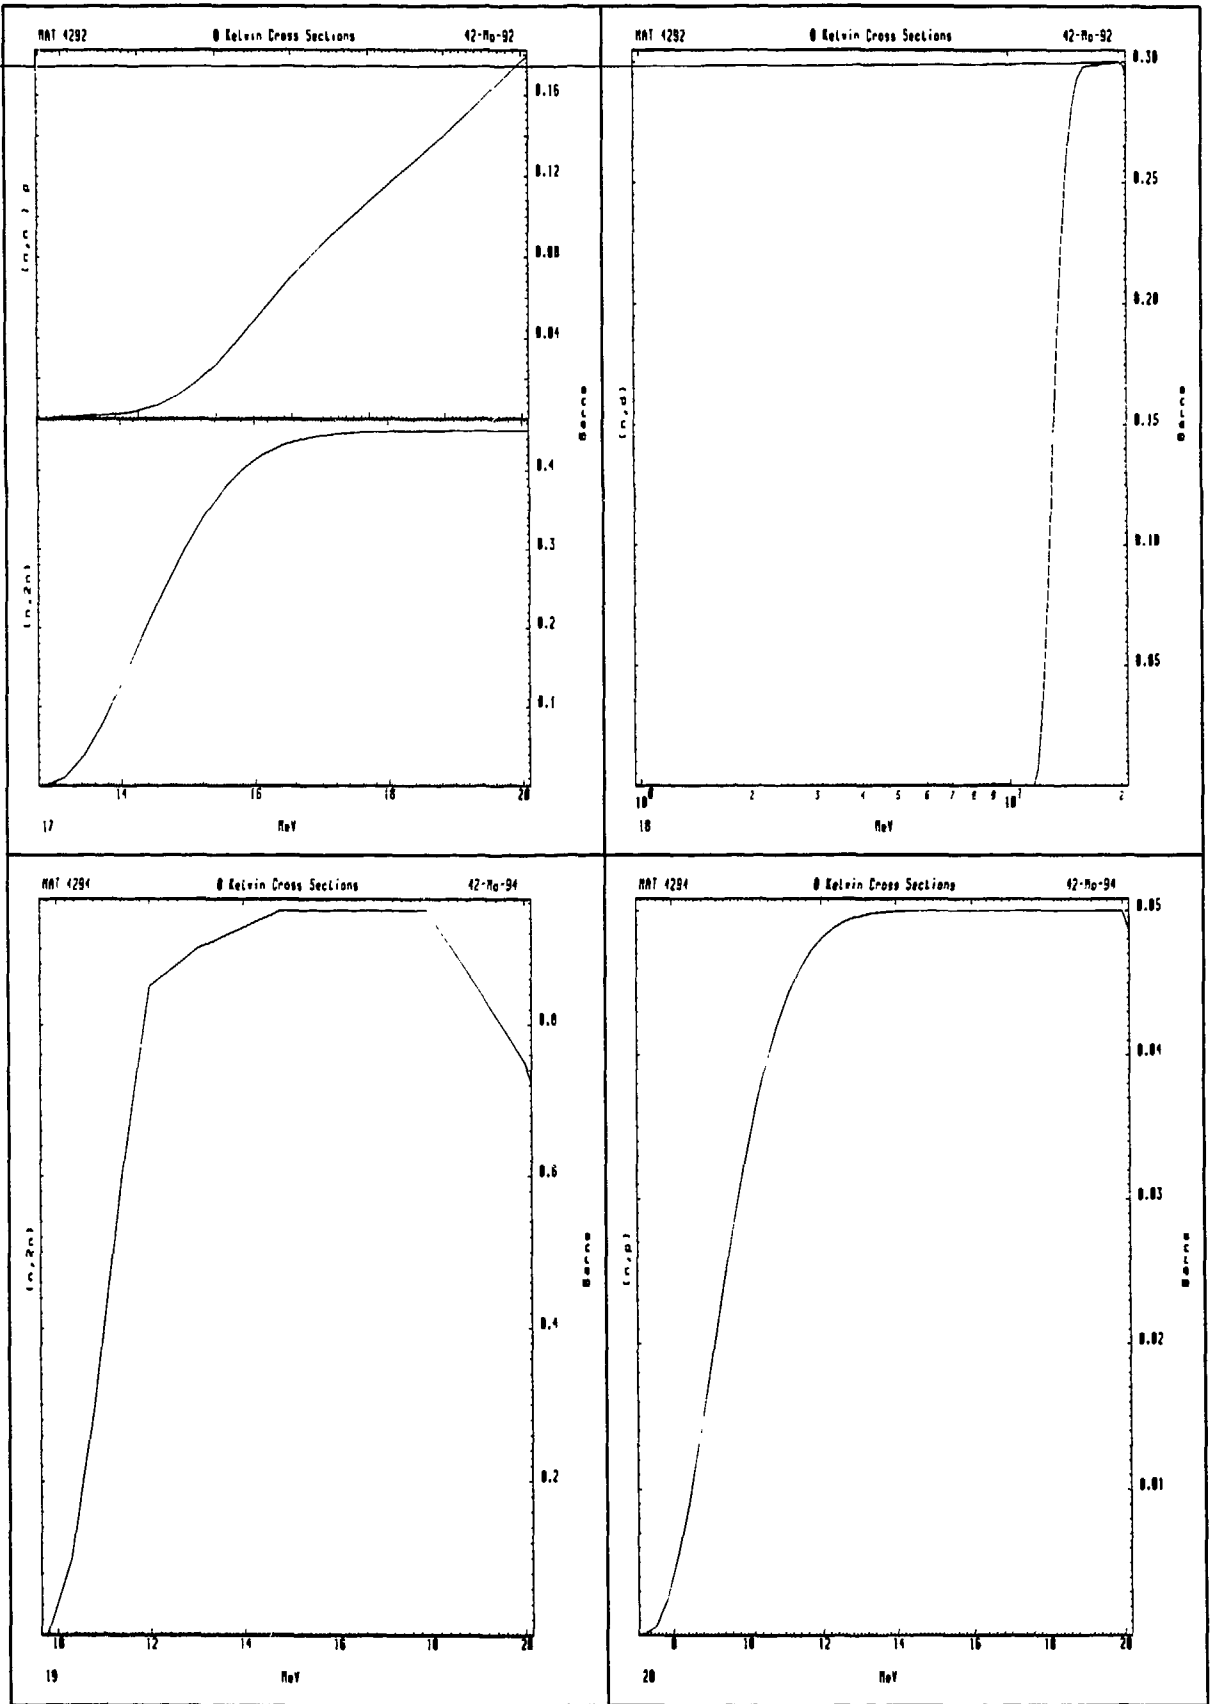 MAT 4292 0 Kelvin Cross Sections 42-Mo-92
(n,n') p
0.16
0.12
0.08
0.04
Barns
(n,2n)
0.4
0.3
0.2
0.1
14 16 18 20
17 MeV
MAT 4292 0 Kelvin Cross Sections 42-Mo-92
(n,d)
0.30
0.25
0.20
0.15
0.10
0.05
Barns
10⁰ 2 3 4 5 6 7 8 9 10¹ 2
18 MeV
MAT 4294 0 Kelvin Cross Sections 42-Mo-94
(n,2n)
0.8
0.6
0.4
0.2
Barns
10 12 14 16 18 20
19 MeV
MAT 4294 0 Kelvin Cross Sections 42-Mo-94
(n,p)
0.05
0.04
0.03
0.02
0.01
Barns
8 10 12 14 16 18 20
20 MeV